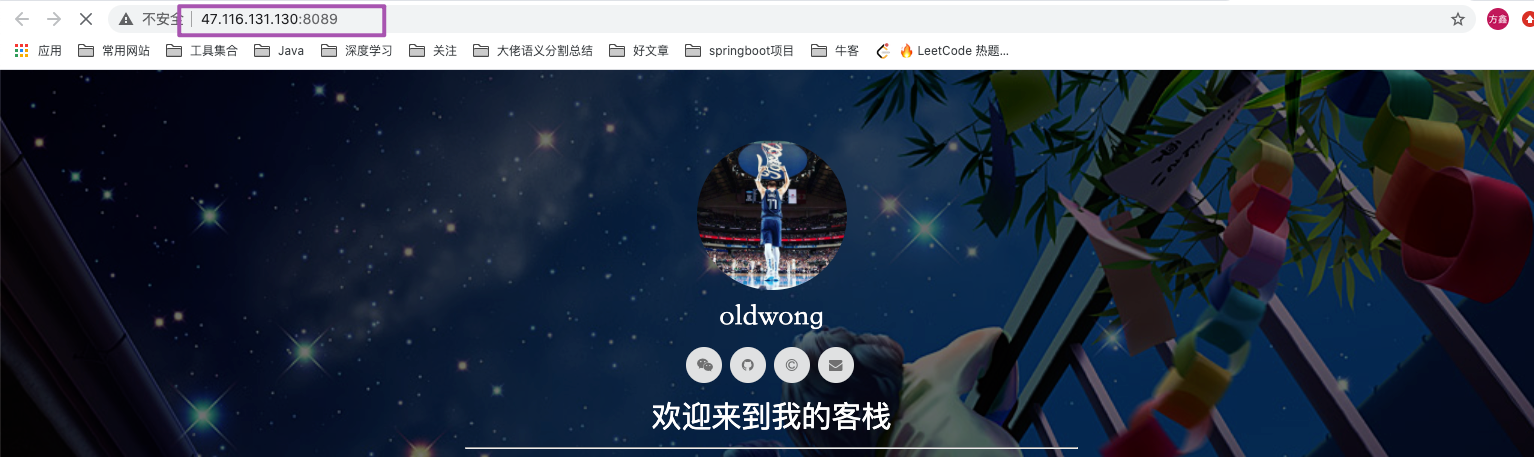 不安全 47.116.131.130:8089 方鑫
应用 常用网站 工具集合 Java 深度学习 关注 大佬语义分割总结 好文章 springboot项目 牛客 LeetCode 热题...
77
oldwong
欢迎来到我的客栈